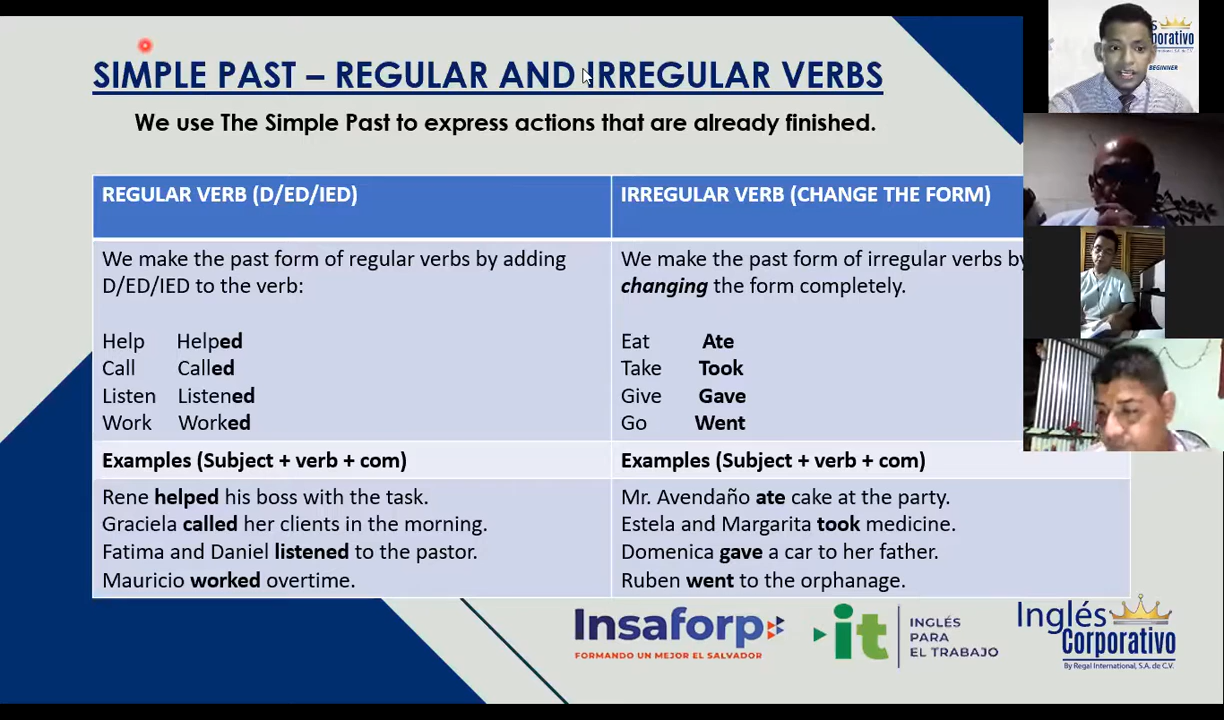 SIMPLE PAST – REGULAR AND IRREGULAR VERBS
We use The Simple Past to express actions that are already finished.
REGULAR VERB (D/ED/IED)
We make the past form of regular verbs by adding
D/ED/IED to the verb:
Help Helped
Call Called
Listen Listened
Work Worked
Examples (Subject + verb + com)
Rene helped his boss with the task.
Graciela called her clients in the morning.
Fatima and Daniel listened to the pastor.
Mauricio worked overtime.
IRREGULAR VERB (CHANGE THE FORM)
We make the past form of irregular verbs by
changing the form completely.
Eat Ate
Take Took
Give Gave
Go Went
Examples (Subject + verb + com)
Mr. Avendaño ate cake at the party.
Estela and Margarita took medicine.
Domenica gave a car to her father.
Ruben went to the orphanage.
Insaforp
FORMANDO UN MEJOR EL SALVADOR
it
INGLÉS
PARA
EL TRABAJO
Inglés
Corporativo
By Regal International, S.A. de C.V.
BEGINNER